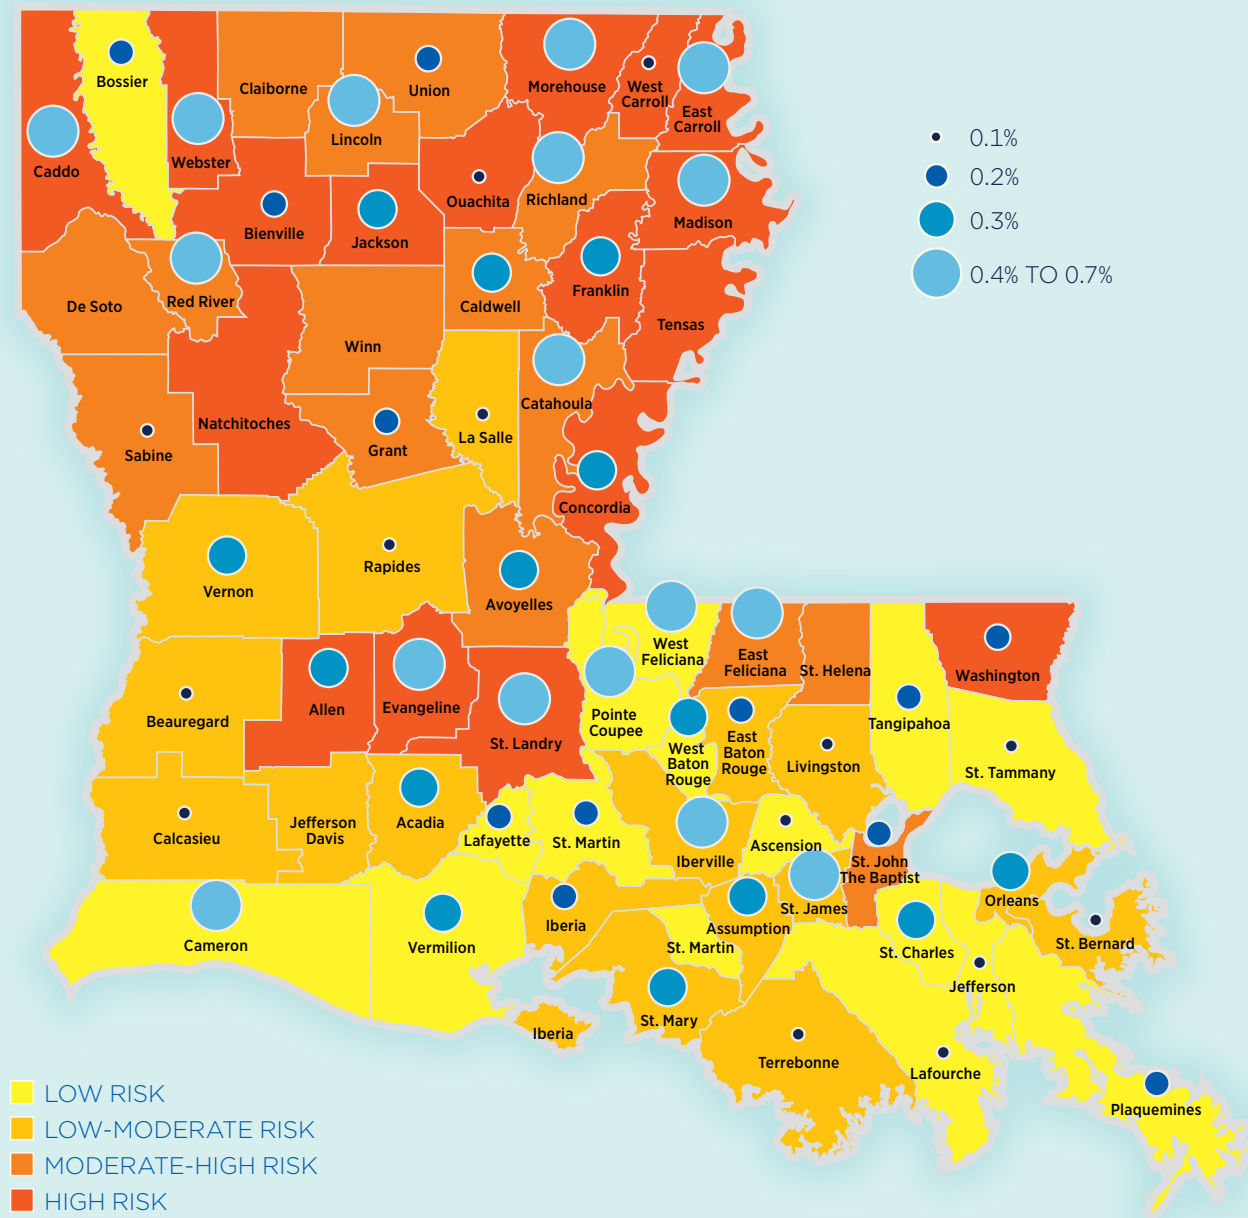 Bossier
Claiborne
Union
Morehouse
West
Carroll
East
Carroll
Caddo
Webster
Lincoln
Ouachita
Richland
Madison
Bienville
Jackson
De Soto
Red River
Caldwell
Franklin
Tensas
Winn
Natchitoches
Sabine
Grant
La Salle
Catahoula
Concordia
Vernon
Rapides
Avoyelles
West
Feliciana
East
Feliciana
St. Helena
Washington
Beauregard
Allen
Evangeline
St. Landry
Pointe
Coupee
West
Baton
Rouge
East
Baton
Rouge
Livingston
Tangipahoa
St. Tammany
Calcasieu
Jefferson
Davis
Acadia
Lafayette
St. Martin
Iberville
Ascension
St. John
The Baptist
St. James
Orleans
Cameron
Vermilion
Iberia
St. Martin
Assumption
St. Charles
St. Bernard
Jefferson
Iberia
St. Mary
Terrebonne
Lafourche
Plaquemines
0.1%
0.2%
0.3%
0.4% TO 0.7%
LOW RISK
LOW-MODERATE RISK
MODERATE-HIGH RISK
HIGH RISK